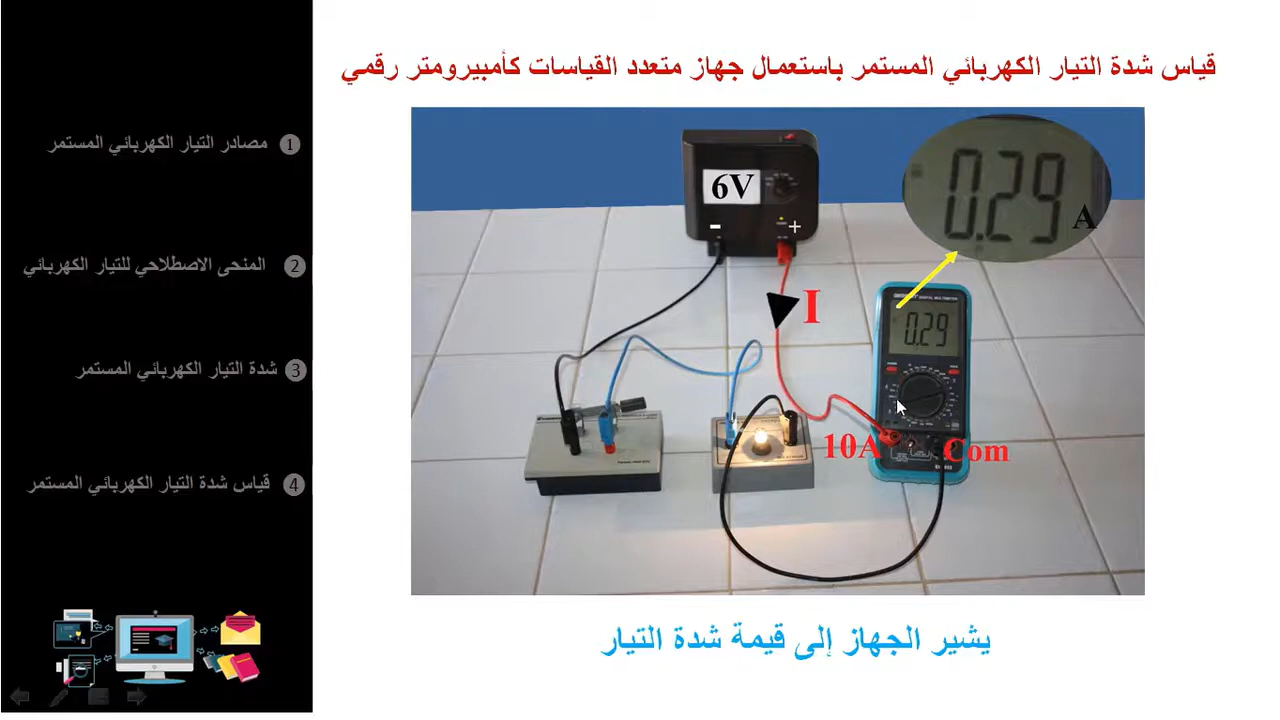 قياس شدة التيار الكهربائي المستمر باستعمال جهاز متعدد القياسات كأمبيرومتر رقمي
1 مصادر التيار الكهربائي المستمر
2 المنحى الاصطلاحي للتيار الكهربائي
3 شدة التيار الكهربائي المستمر
4 قياس شدة التيار الكهربائي المستمر
6V
- +
0.29 A
I
0.29
10A Com
يشير الجهاز إلى قيمة شدة التيار